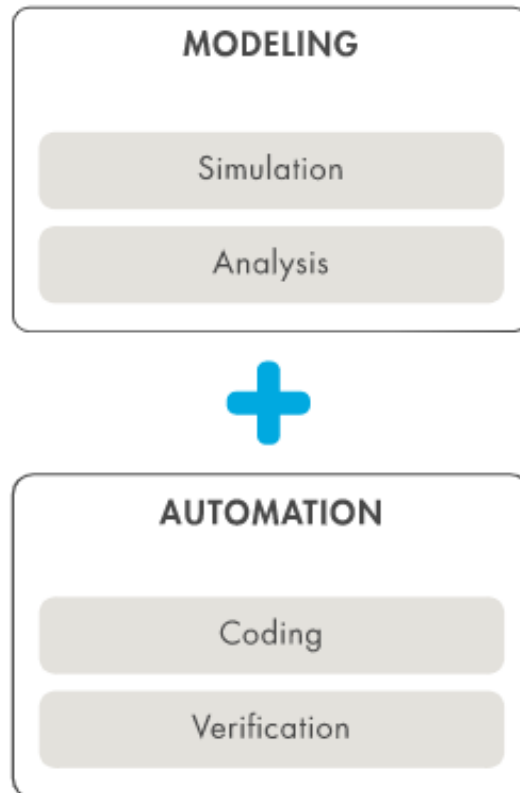 MODELING
Simulation
Analysis
AUTOMATION
Coding
Verification